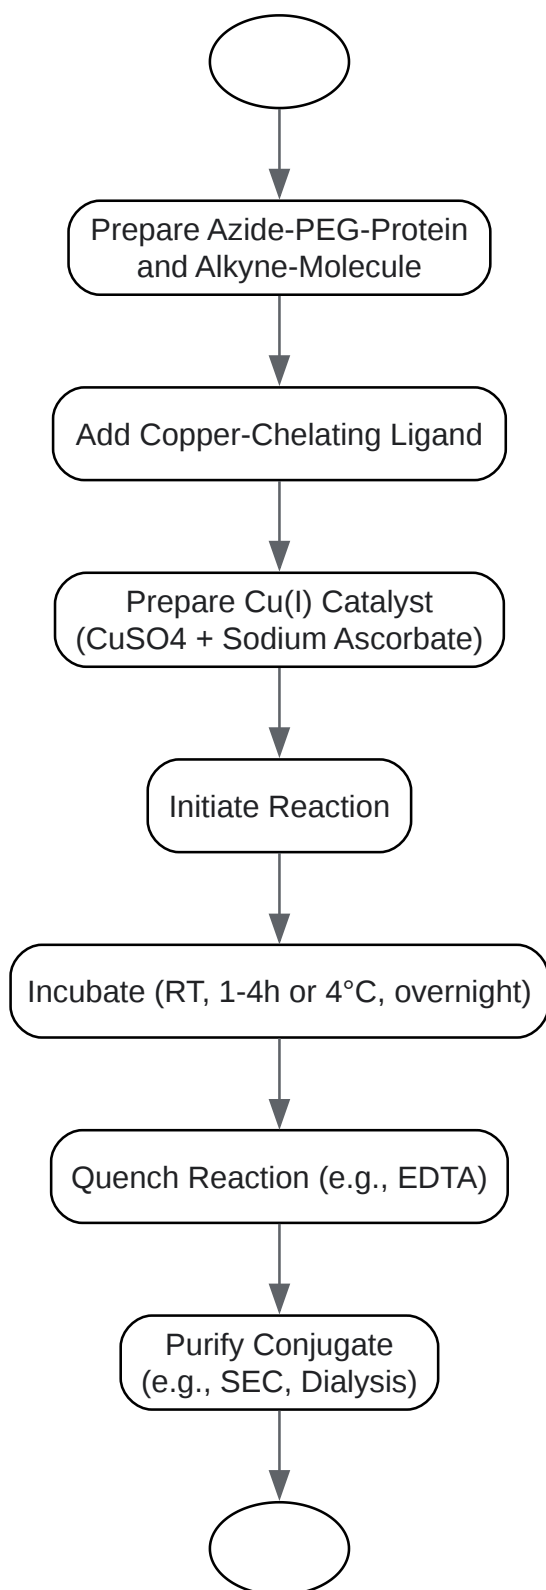 Prepare Azide-PEG-Protein
and Alkyne-Molecule
Add Copper-Chelating Ligand
Prepare Cu(I) Catalyst
(CuSO4 + Sodium Ascorbate)
Initiate Reaction
Incubate (RT, 1-4h or 4°C, overnight)
Quench Reaction (e.g., EDTA)
Purify Conjugate
(e.g., SEC, Dialysis)